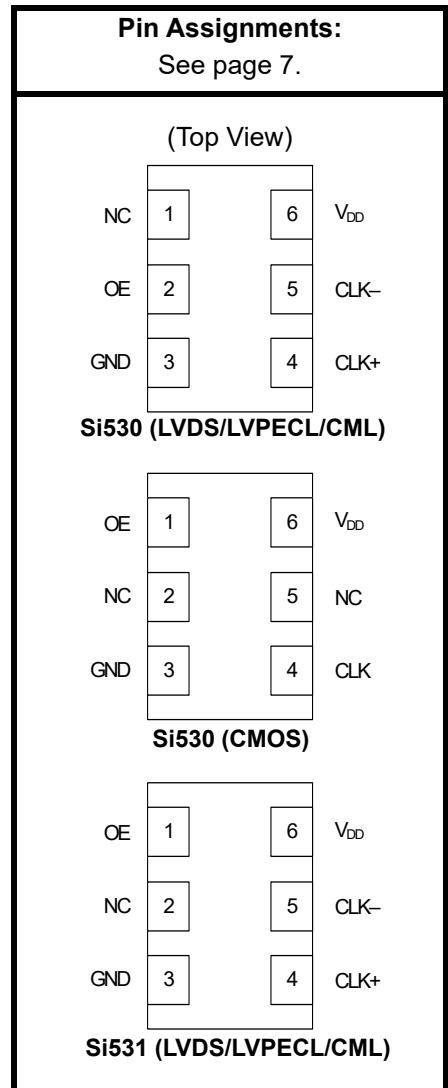 Pin Assignments:
See page 7.
(Top View)
NC 1 6 VDD
OE 2 5 CLK–
GND 3 4 CLK+
Si530 (LVDS/LVPECL/CML)
OE 1 6 VDD
NC 2 5 NC
GND 3 4 CLK
Si530 (CMOS)
OE 1 6 VDD
NC 2 5 CLK–
GND 3 4 CLK+
Si531 (LVDS/LVPECL/CML)